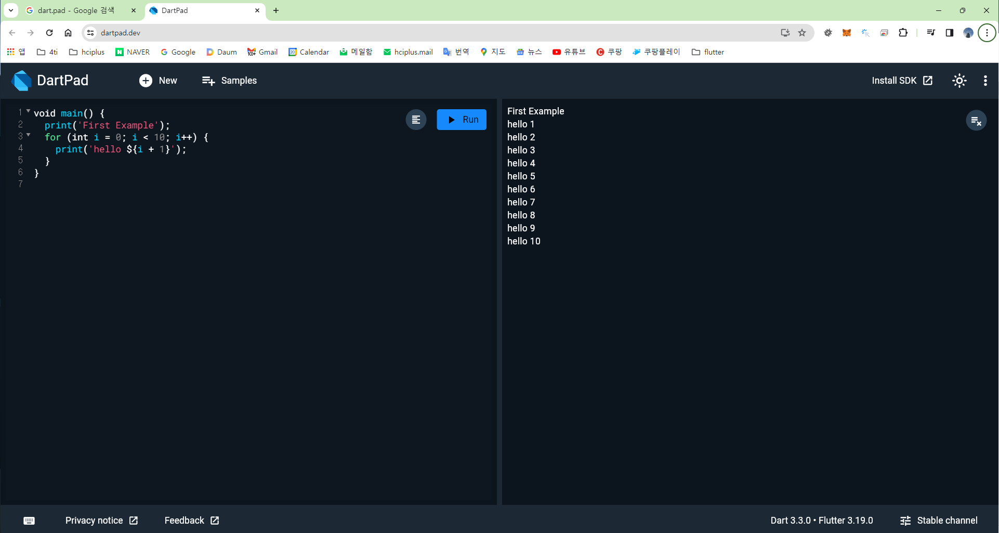 dart.pad - Google 검색
DartPad
dartpad.dev
앱 4ti hciplus NAVER Google Daum Gmail Calendar 메일함 hciplus.mail 번역 지도 뉴스 유튜브 쿠팡 쿠팡플레이 flutter
DartPad New Samples Install SDK
1 void main() {
2 print('First Example');
3 for (int i = 0; i < 10; i++) {
4 print('hello ${i + 1}');
5 }
6 }
7
Run
First Example
hello 1
hello 2
hello 3
hello 4
hello 5
hello 6
hello 7
hello 8
hello 9
hello 10
Privacy notice Feedback Dart 3.3.0 • Flutter 3.19.0 Stable channel